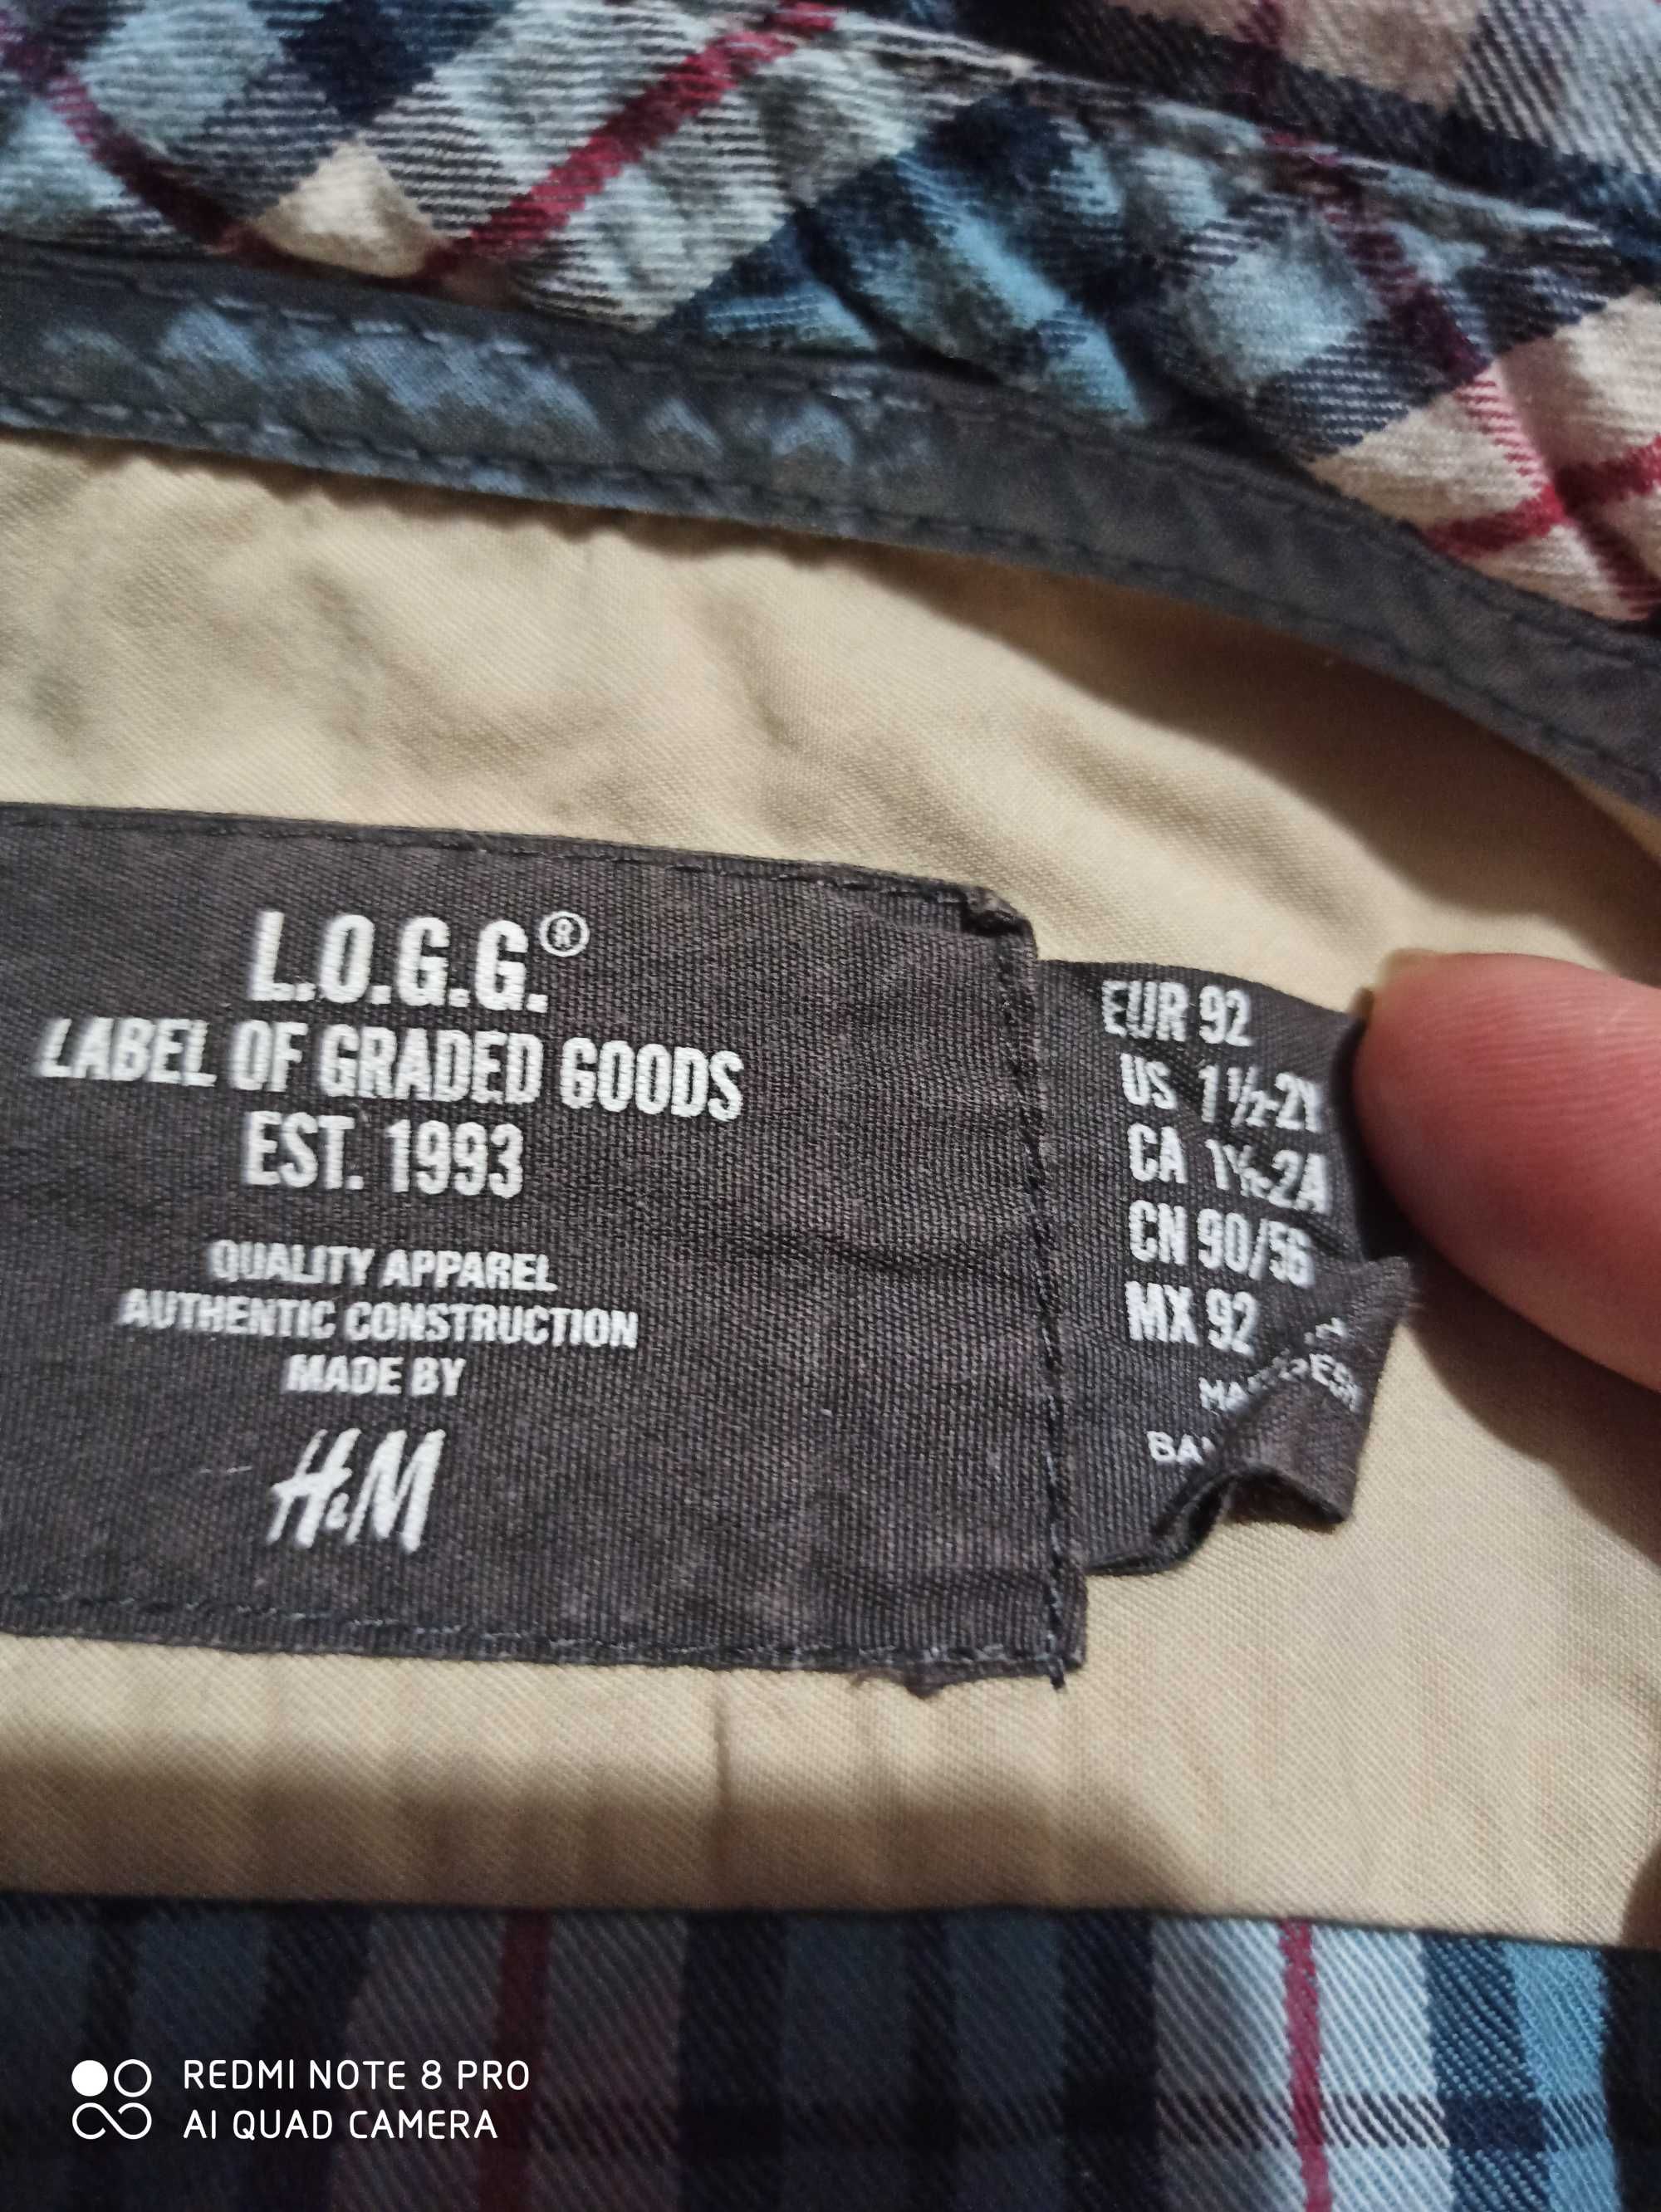 L.O.G.G.®
LABEL OF GRADED GOODS
EST. 1993
QUALITY APPAREL
AUTHENTIC CONSTRUCTION
MADE BY
H&M
EUR 92
US 1½-2Y
CA 1½-2A
CN 90/56
MX 92
REDMI NOTE 8 PRO
AI QUAD CAMERA